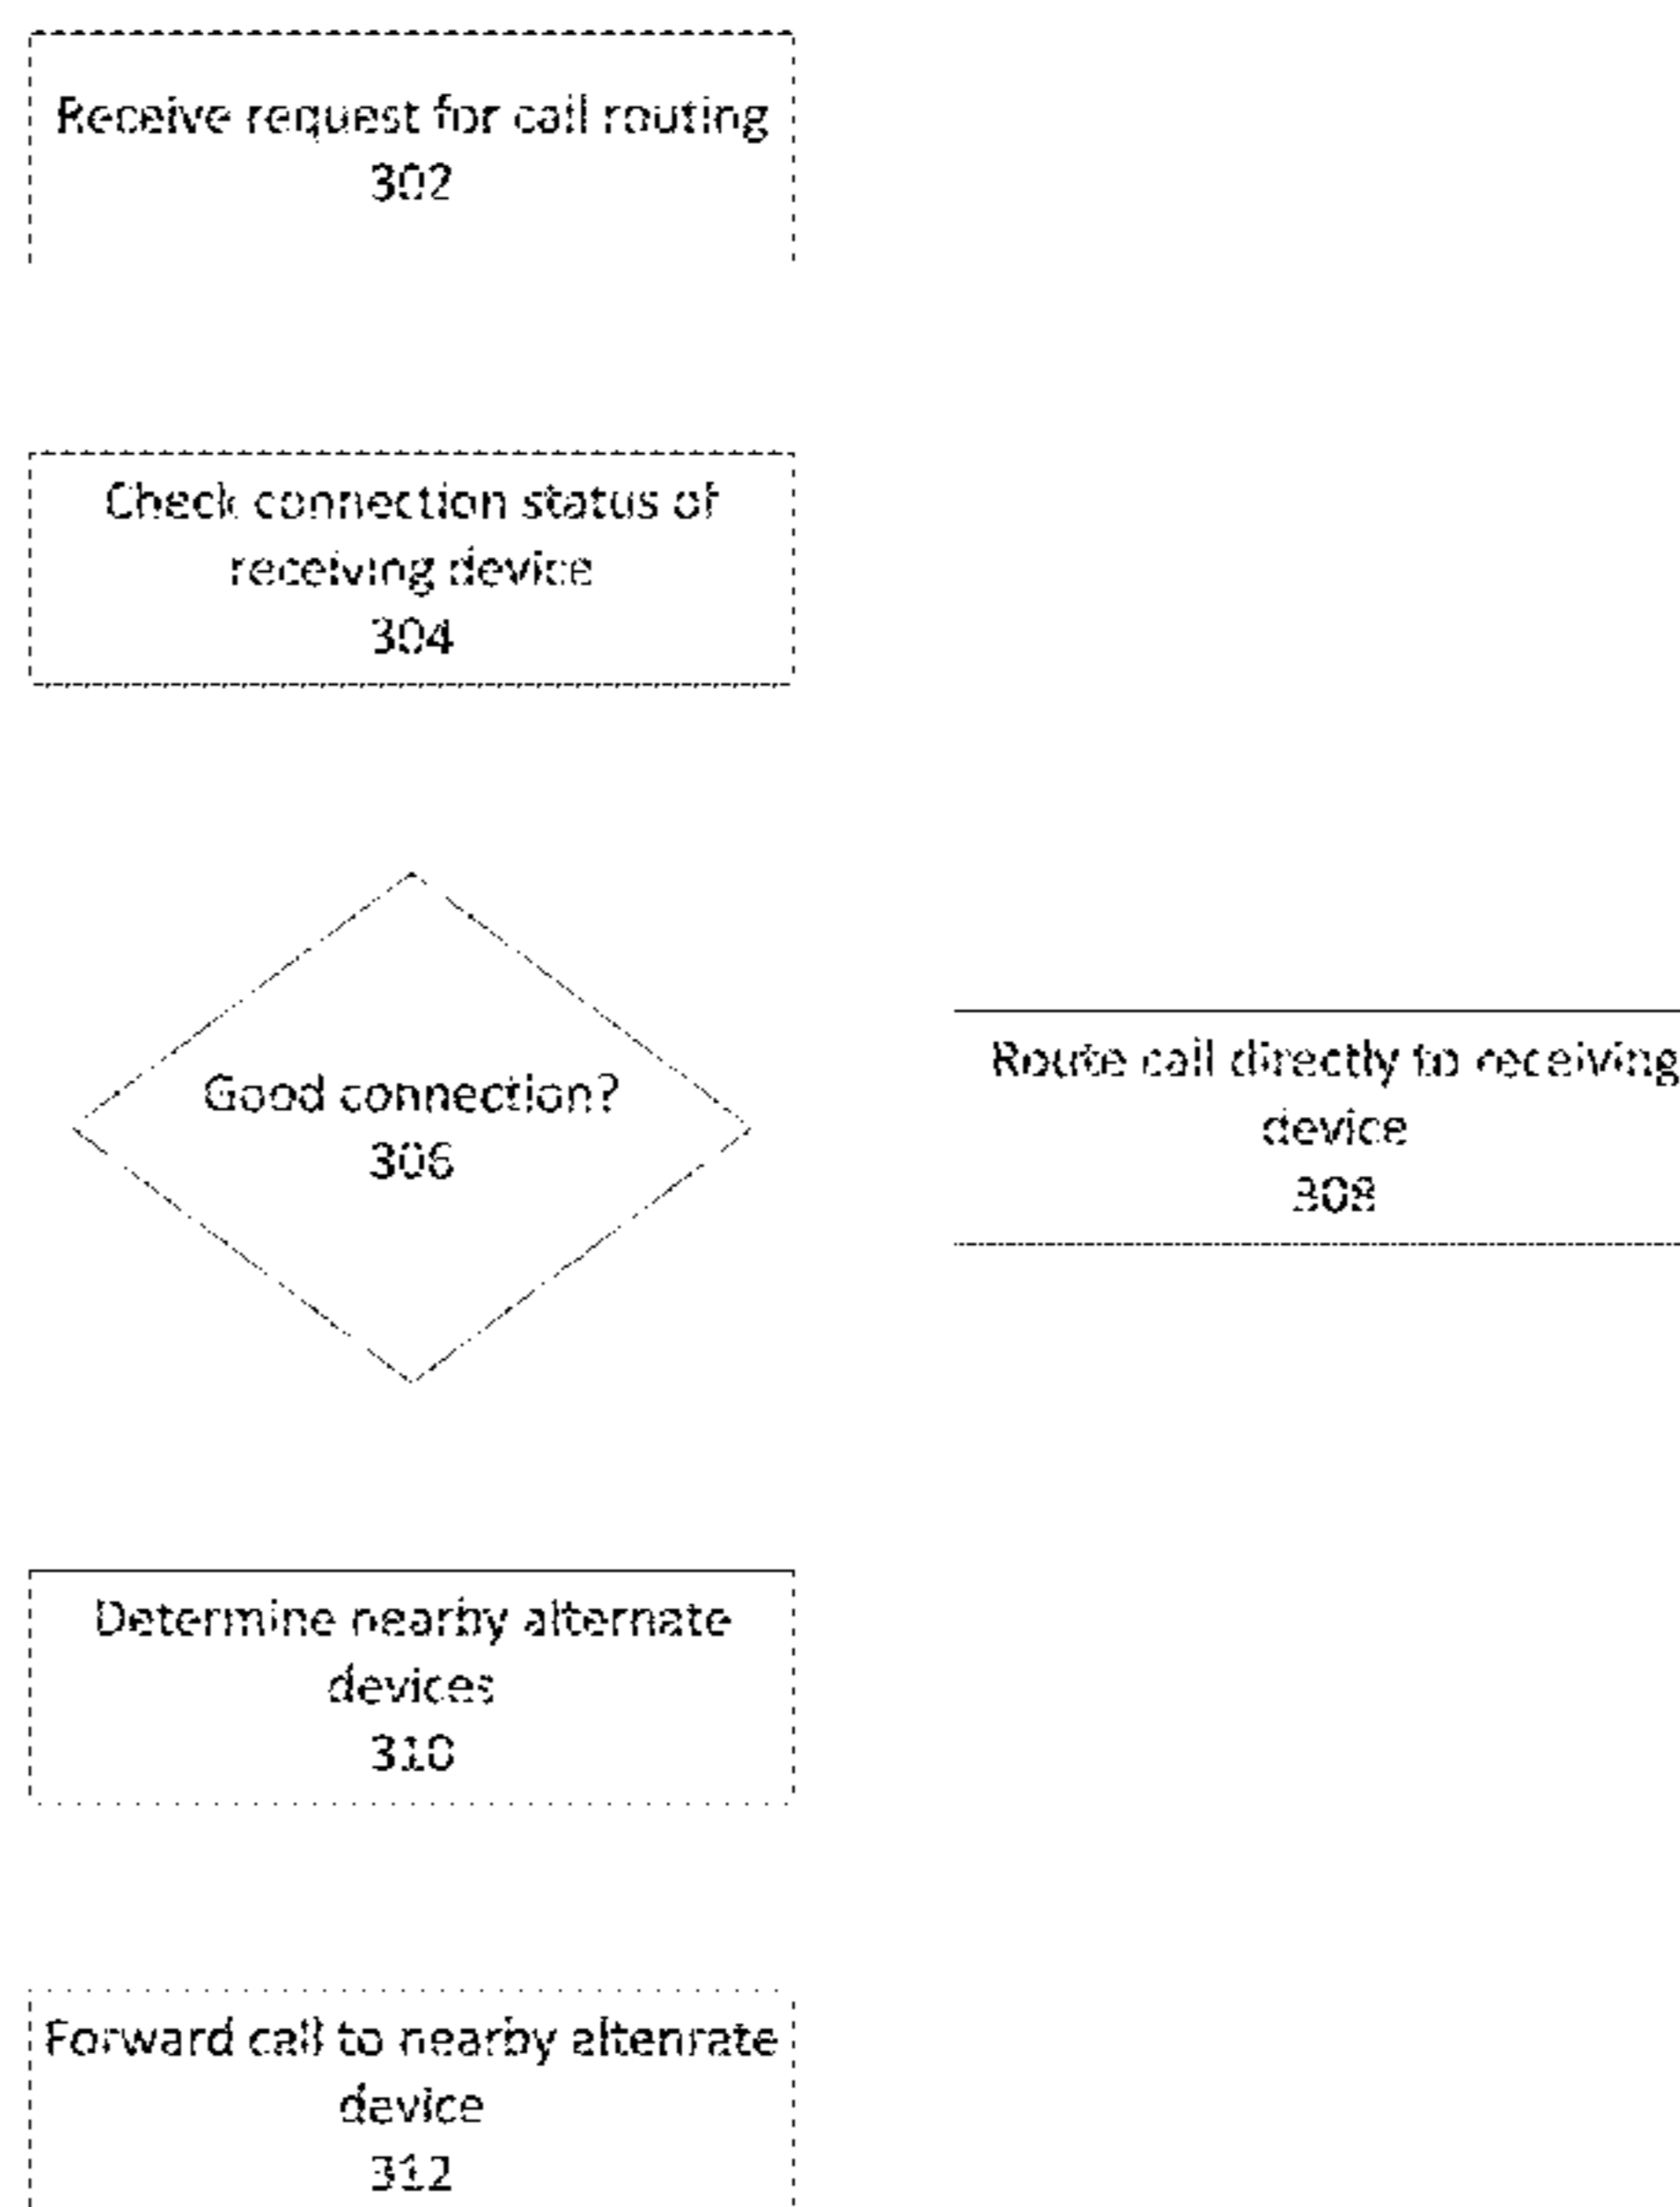 Receive request for call routing
302
Check connection status of
receiving device
304
Good connection?
306
Route call directly to receiving
device
308
Determine nearby alternate
devices
310
Forward call to nearby altenrate
device
312